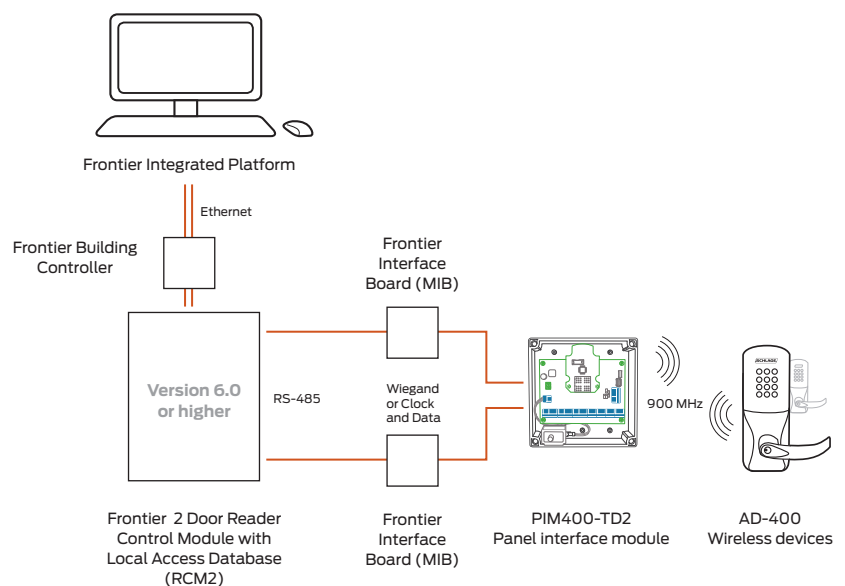 Frontier Integrated Platform
Ethernet
Frontier Building
Controller
Frontier
Interface
Board (MIB)
Version 6.0
or higher
RS-485
Wiegand
or Clock
and Data
900 MHz
SCHLAGE
Frontier 2 Door Reader
Control Module with
Local Access Database
(RCM2)
Frontier
Interface
Board (MIB)
PIM400-TD2
Panel interface module
AD-400
Wireless devices